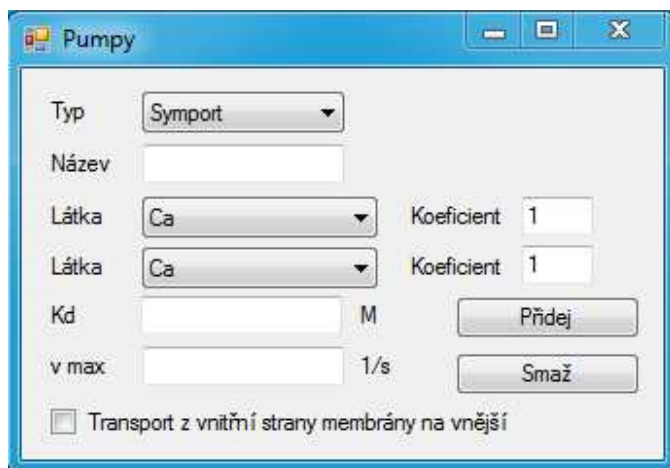 Pumpy
Typ Symport
Název
Látka Ca Koeficient 1
Látka Ca Koeficient 1
Kd M Přidej
v max 1/s Smaž
Transport z vnitřní strany membrány na vnější